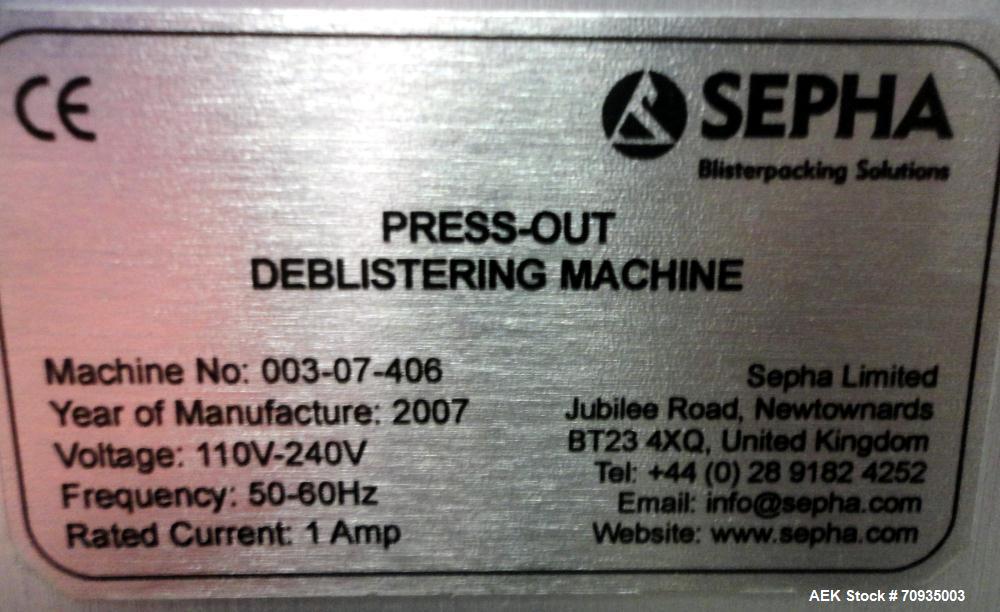 CE
SEPHA
Blisterpacking Solutions
PRESS-OUT
DEBLISTERING MACHINE
Machine No: 003-07-406
Year of Manufacture: 2007
Voltage: 110V-240V
Frequency: 50-60Hz
Rated Current: 1 Amp
Sepha Limited
Jubilee Road, Newtownards
BT23 4XQ, United Kingdom
Tel: +44 (0) 28 9182 4252
Email: info@sepha.com
Website: www.sepha.com
AEK Stock # 70935003